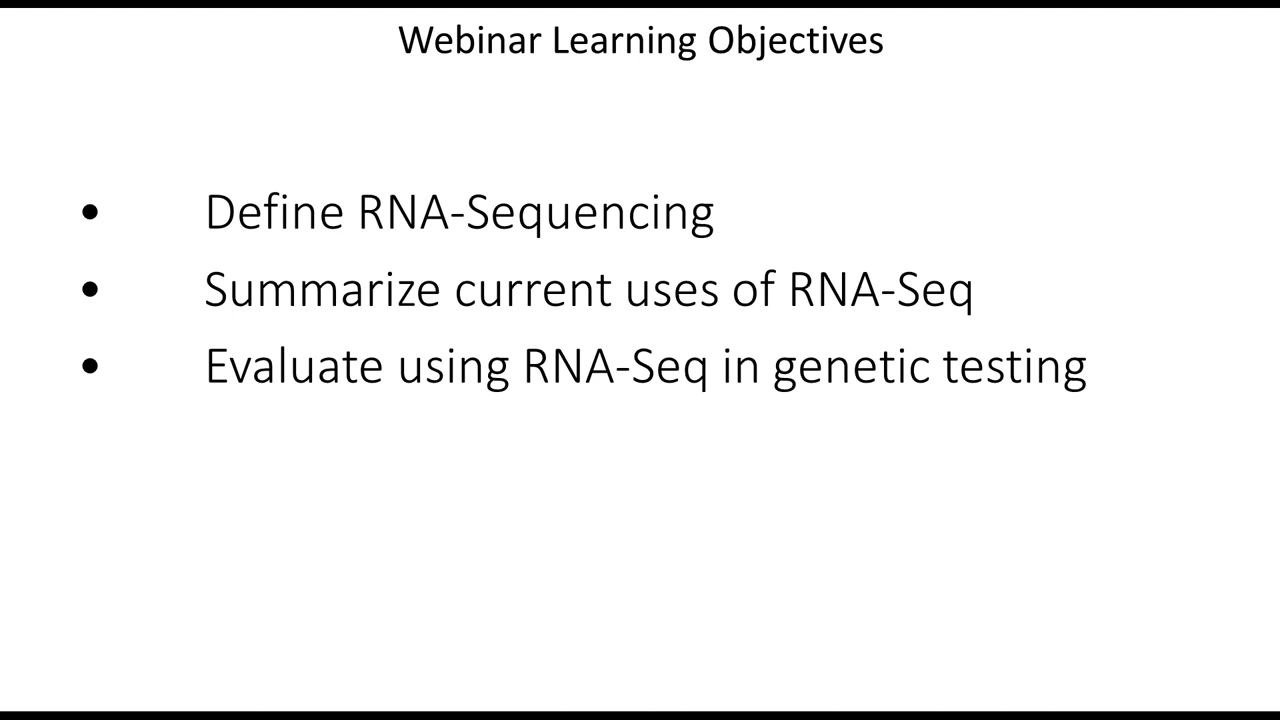 Webinar Learning Objectives
• Define RNA-Sequencing
• Summarize current uses of RNA-Seq
• Evaluate using RNA-Seq in genetic testing